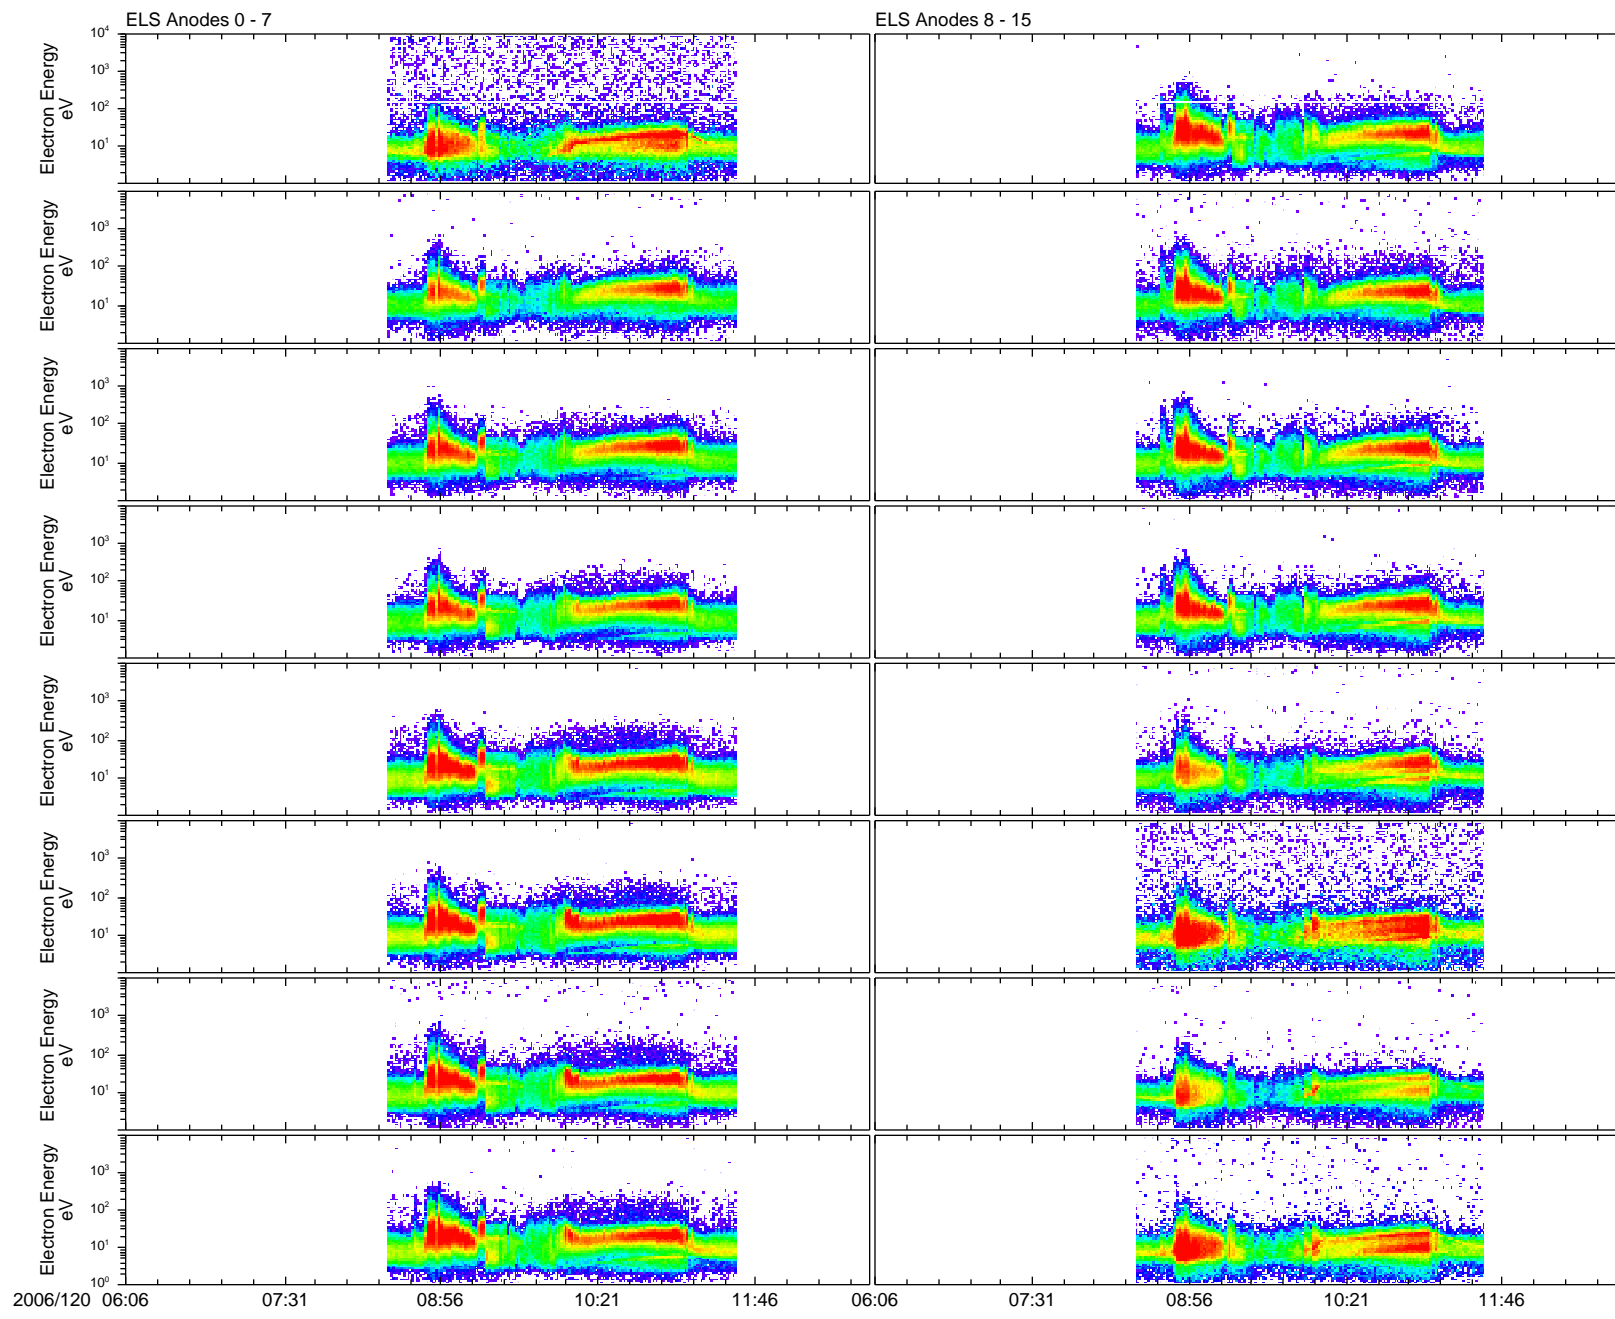 ELS Anodes 0 - 7 ELS Anodes 8 - 15
Electron Energy
eV
10⁴
10³
10²
10¹
Electron Energy
eV
10³
10²
10¹
Electron Energy
eV
10³
10²
10¹
Electron Energy
eV
10³
10²
10¹
Electron Energy
eV
10³
10²
10¹
Electron Energy
eV
10³
10²
10¹
Electron Energy
eV
10³
10²
10¹
Electron Energy
eV
10³
10²
10¹
10⁰
2006/120 06:06 07:31 08:56 10:21 11:46 06:06 07:31 08:56 10:21 11:46